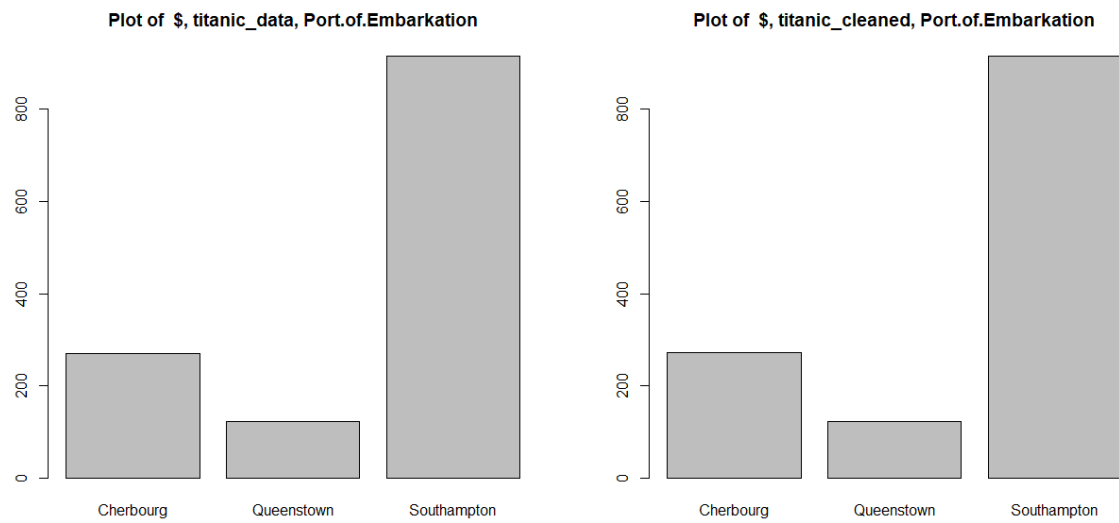 Plot of  $, titanic_data, Port.of.Embarkation
800
600
400
200
0
Cherbourg Queenstown Southampton
Plot of  $, titanic_cleaned, Port.of.Embarkation
800
600
400
200
0
Cherbourg Queenstown Southampton